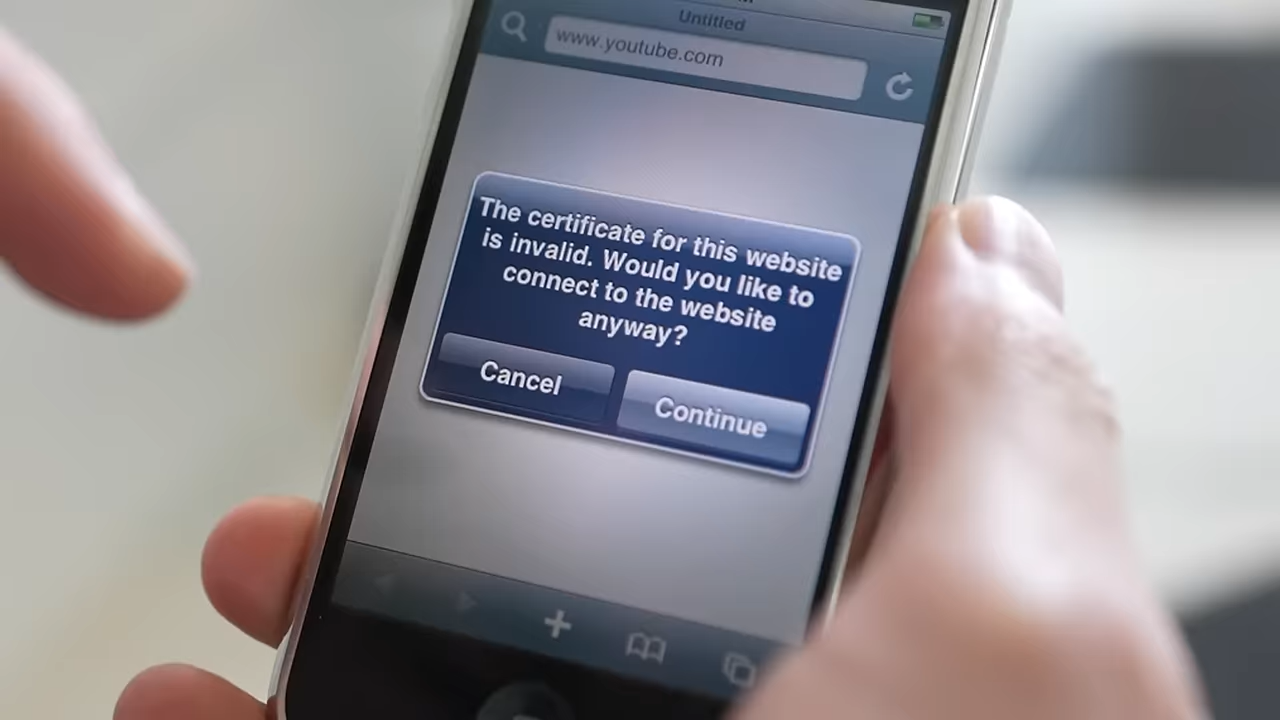 Untitled
www.youtube.com
The certificate for this website
is invalid. Would you like to
connect to the website
anyway?
Cancel
Continue